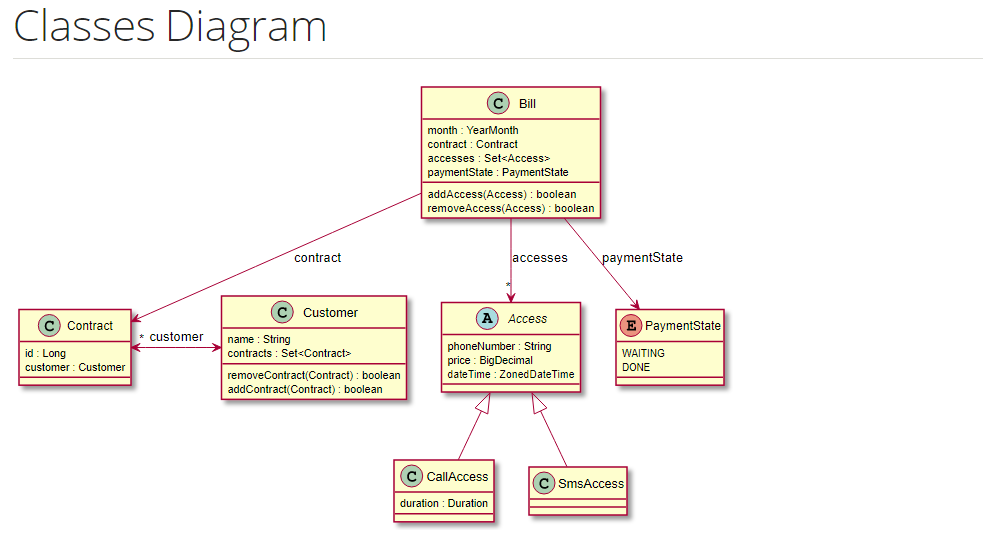 Classes Diagram
C Bill
month : YearMonth
contract : Contract
accesses : Set<Access>
paymentState : PaymentState
addAccess(Access) : boolean
removeAccess(Access) : boolean
contract
accesses
paymentState
*
C Contract
id : Long
customer : Customer
* customer
C Customer
name : String
contracts : Set<Contract>
removeContract(Contract) : boolean
addContract(Contract) : boolean
A Access
phoneNumber : String
price : BigDecimal
dateTime : ZonedDateTime
E PaymentState
WAITING
DONE
C CallAccess
duration : Duration
C SmsAccess